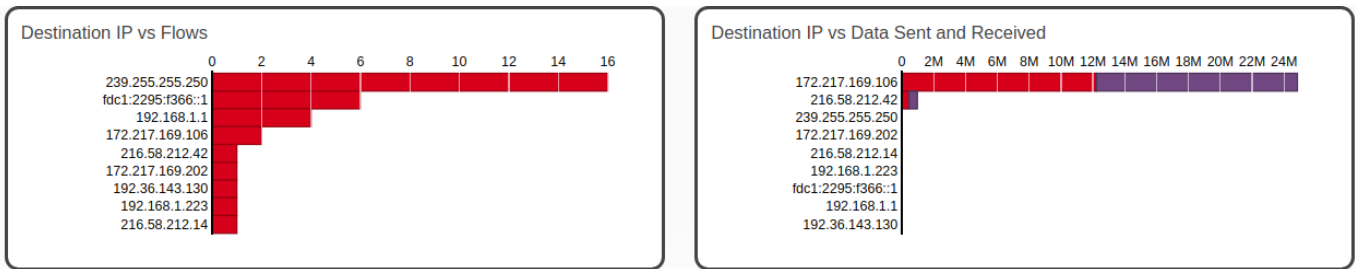 Destination IP vs Flows
0 2 4 6 8 10 12 14 16
239.255.255.250
fdc1:2295:f366::1
192.168.1.1
172.217.169.106
216.58.212.42
172.217.169.202
192.36.143.130
192.168.1.223
216.58.212.14
Destination IP vs Data Sent and Received
0 2M 4M 6M 8M 10M 12M 14M 16M 18M 20M 22M 24M
172.217.169.106
216.58.212.42
239.255.255.250
172.217.169.202
216.58.212.14
192.168.1.223
fdc1:2295:f366::1
192.168.1.1
192.36.143.130